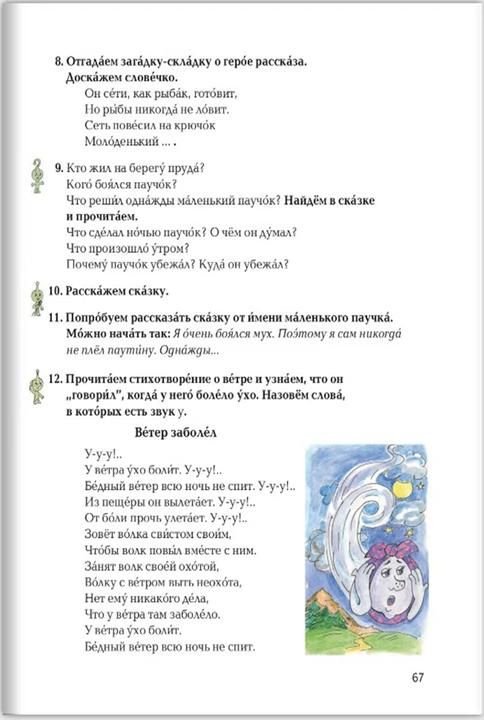 8. Отгада́ем зага́дку-скла́дку о геро́е расска́за.
Доска́жем слове́чко.
Он се́ти, как рыба́к, гото́вит,
Но ры́бы никогда́ не ло́вит.
Сеть пове́сил на крючо́к
Моло́денький ... .
9. Кто жил на берегу́ пруда́?
Кого́ боя́лся паучо́к?
Что реши́л одна́жды ма́ленький паучо́к? Найдём в ска́зке
и прочита́ем.
Что сде́лал но́чью паучо́к? О чём он ду́мал?
Что произошло́ у́тром?
Почему́ паучо́к убежа́л? Куда́ он убежа́л?
10. Расска́жем ска́зку.
11. Попро́буем рассказа́ть ска́зку от и́мени ма́ленького паучка́.
Мо́жно нача́ть так: Я о́чень боя́лся мух. Поэ́тому я сам никогда́
не плёл паути́ну. Одна́жды...
12. Прочита́ем стихотворе́ние о ве́тре и узна́ем, что он
„говори́л", когда́ у него́ боле́ло у́хо. Назовём слова́,
в кото́рых есть звук у.
Ве́тер заболе́л
У-у-у!..
У ве́тра у́хо боли́т. У-у-у!..
Бе́дный ве́тер всю ночь не спит. У-у-у!..
Из пеще́ры он вылета́ет. У-у-у!..
От бо́ли прочь улета́ет. У-у-у!..
Зовёт во́лка сви́стом свои́м,
Что́бы волк повы́л вме́сте с ним.
За́нят волк свое́й охо́той,
Во́лку с ве́тром выть неохо́та,
Нет ему́ никако́го де́ла,
Что у ве́тра там заболе́ло.
У ве́тра у́хо боли́т.
Бе́дный ве́тер всю ночь не спит.
67